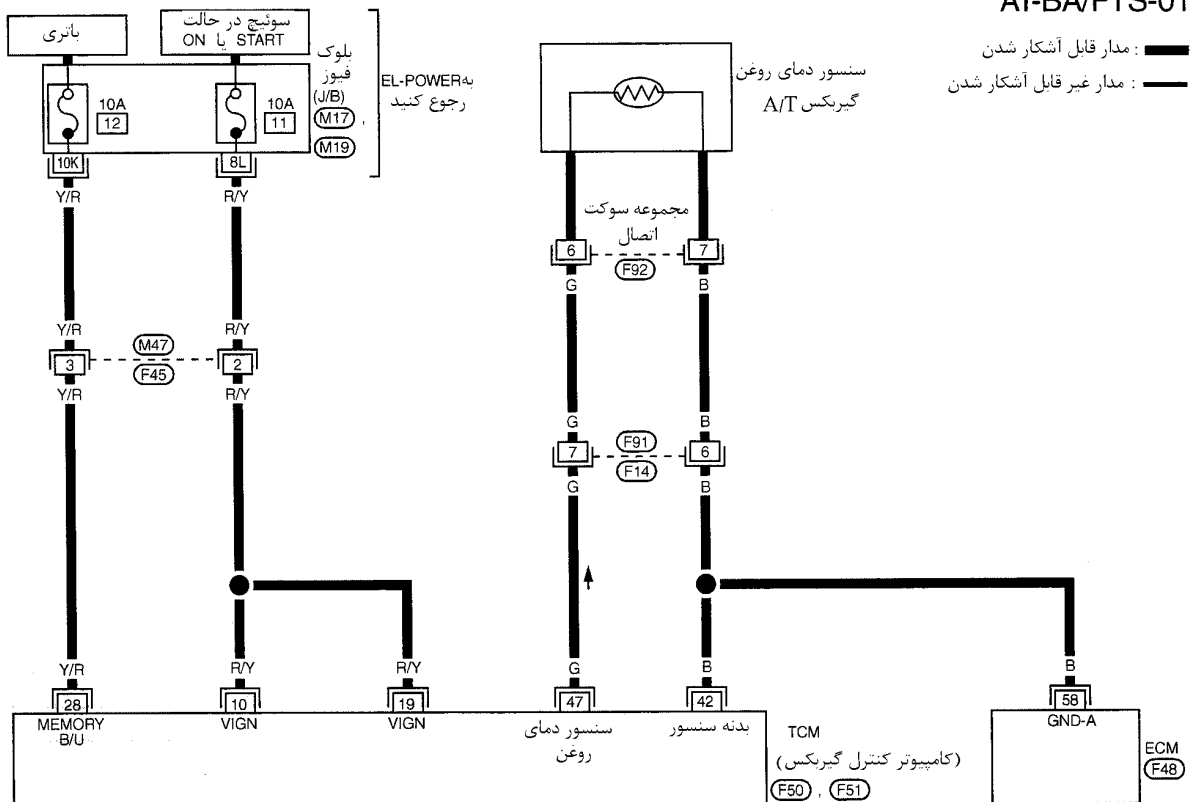 AT-BA/FTS-01
: مدار قابل آشکار شدن
: مدار غیر قابل آشکار شدن
باتری
سوئیچ در حالت
START یا ON
بلوک
فیوز
(J/B)
M17 ,
M19
به EL-POWER
رجوع کنید
10A
12
10A
11
10K
8L
Y/R
R/Y
سنسور دمای روغن
گیربکس A/T
مجموعه سوکت
اتصال
6
7
F92
G
B
Y/R
R/Y
3
M47
F45
2
Y/R
R/Y
G
B
7
F91
F14
6
G
B
Y/R
R/Y
R/Y
G
B
B
28
10
19
47
42
58
MEMORY
B/U
VIGN
VIGN
سنسور دمای
روغن
بدنه سنسور
TCM
(کامپیوتر کنترل گیربکس)
F50 , F51
GND-A
ECM
F48